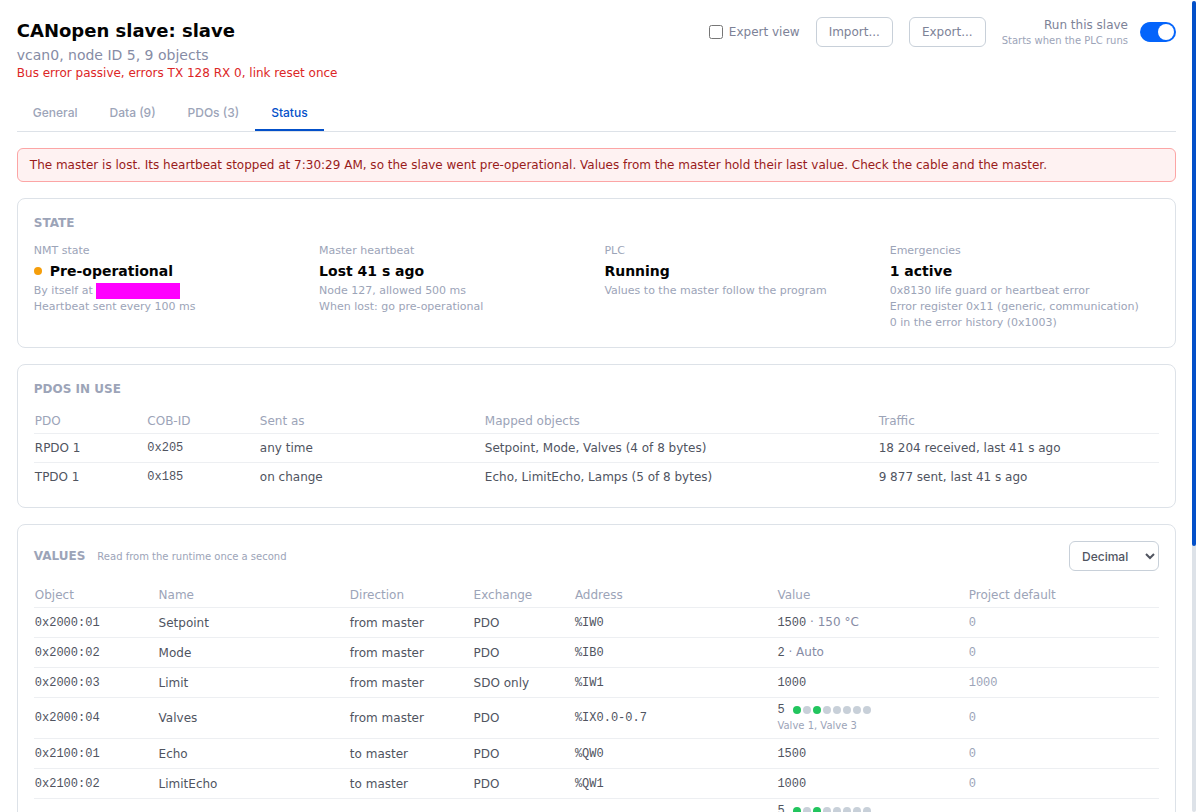 CANopen slave: slave
vcan0, node ID 5, 9 objects
Bus error passive, errors TX 128 RX 0, link reset once
Expert view
Import...
Export...
Run this slave
Starts when the PLC runs
General Data (9) PDOs (3) Status
The master is lost. Its heartbeat stopped at 7:30:29 AM, so the slave went pre-operational. Values from the master hold their last value. Check the cable and the master.
STATE
NMT state
Pre-operational
By itself at
Heartbeat sent every 100 ms
Master heartbeat
Lost 41 s ago
Node 127, allowed 500 ms
When lost: go pre-operational
PLC
Running
Values to the master follow the program
Emergencies
1 active
0x8130 life guard or heartbeat error
Error register 0x11 (generic, communication)
0 in the error history (0x1003)
PDOS IN USE
PDO COB-ID Sent as Mapped objects Traffic
RPDO 1 0x205 any time Setpoint, Mode, Valves (4 of 8 bytes) 18 204 received, last 41 s ago
TPDO 1 0x185 on change Echo, LimitEcho, Lamps (5 of 8 bytes) 9 877 sent, last 41 s ago
VALUES Read from the runtime once a second Decimal
Object Name Direction Exchange Address Value Project default
0x2000:01 Setpoint from master PDO %IW0 1500 · 150 °C 0
0x2000:02 Mode from master PDO %IB0 2 · Auto 0
0x2000:03 Limit from master SDO only %IW1 1000 1000
0x2000:04 Valves from master PDO %IX0.0-0.7 5 0
Valve 1, Valve 3
0x2100:01 Echo to master PDO %QW0 1500 0
0x2100:02 LimitEcho to master PDO %QW1 1000 0
5